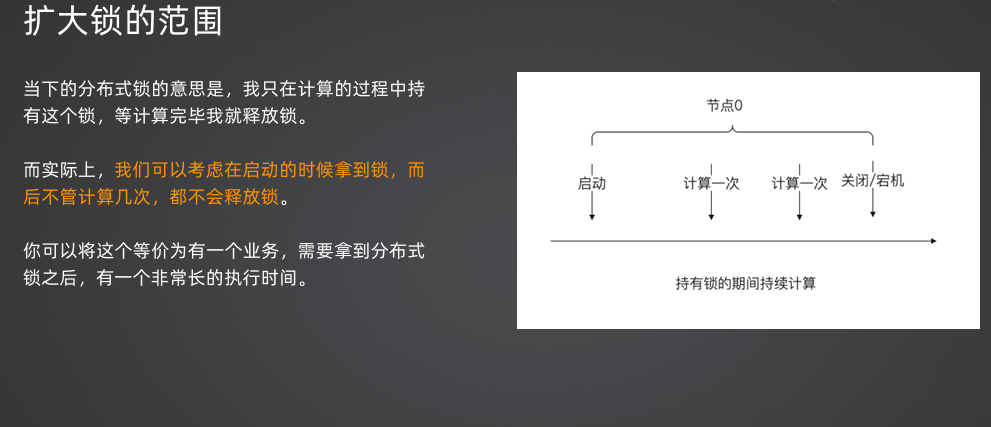 扩大锁的范围
当下的分布式锁的意思是，我只在计算的过程中持
有这个锁，等计算完毕我就释放锁。
而实际上，我们可以考虑在启动的时候拿到锁，而
后不管计算几次，都不会释放锁。
你可以将这个等价为有一个业务，需要拿到分布式
锁之后，有一个非常长的执行时间。
节点0
启动
计算一次
计算一次
关闭/宕机
持有锁的期间持续计算